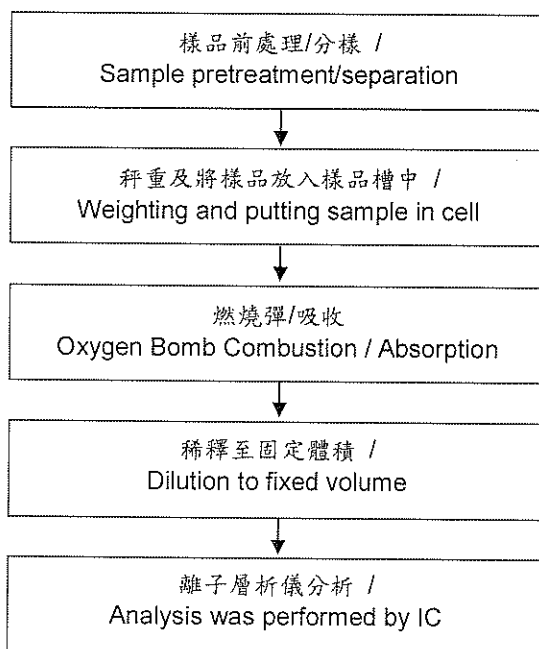 樣品前處理/分樣 /
Sample pretreatment/separation
秤重及將樣品放入樣品槽中 /
Weighting and putting sample in cell
燃燒彈/吸收
Oxygen Bomb Combustion / Absorption
稀釋至固定體積 /
Dilution to fixed volume
離子層析儀分析 /
Analysis was performed by IC